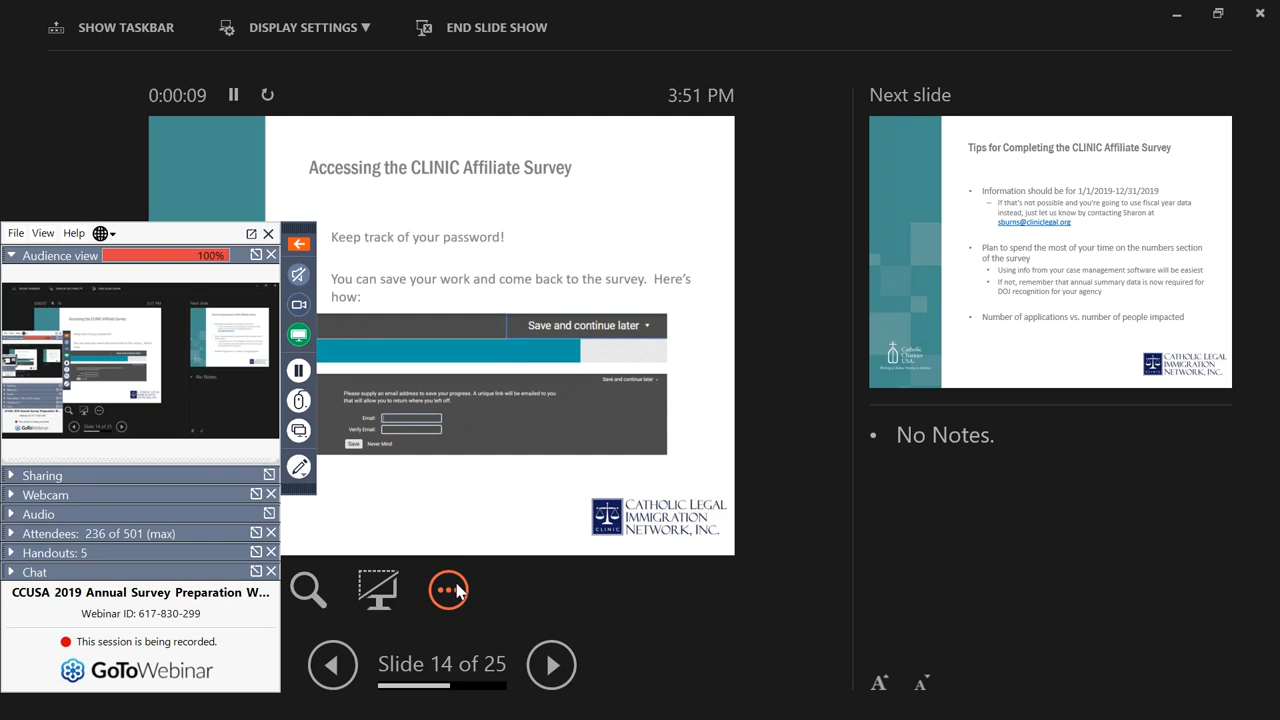 SHOW TASKBAR
DISPLAY SETTINGS
END SLIDE SHOW
0:00:09
3:51 PM
Accessing the CLINIC Affiliate Survey
Keep track of your password!
You can save your work and come back to the survey. Here's
how:
Save and continue later
Save and continue later
Please supply an email address to save your progress. A unique link will be emailed to you
that will allow you to return where you left off.
Email:
Verify Email:
Save Never Mind
CLINIC
CATHOLIC LEGAL
IMMIGRATION
NETWORK, INC.
File View Help
Audience view 100%
Sharing
Webcam
Audio
Attendees: 236 of 501 (max)
Handouts: 5
Chat
CCUSA 2019 Annual Survey Preparation W...
Webinar ID: 617-830-299
This session is being recorded.
GoToWebinar
Slide 14 of 25
Next slide
Tips for Completing the CLINIC Affiliate Survey
• Information should be for 1/1/2019-12/31/2019
– If that's not possible and you're going to use fiscal year data
instead, just let us know by contacting Sharon at
sburns@cliniclegal.org
• Plan to spend the most of your time on the numbers section
of the survey
• Using info from your case management software will be easiest
• If not, remember that annual summary data is now required for
DOJ recognition for your agency
• Number of applications vs. number of people impacted
Catholic
Charities
USA.
CATHOLIC LEGAL
IMMIGRATION
NETWORK, INC.
• No Notes.
A A